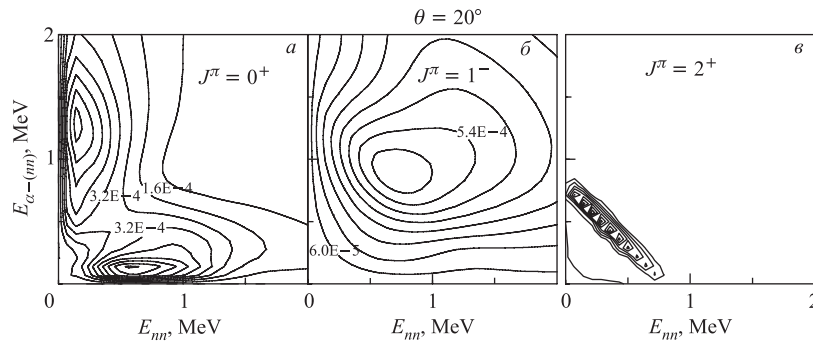 θ = 20°
2
а
б
в
J^π = 0⁺
J^π = 1⁻
J^π = 2⁺
E_{α−(nn)}, MeV
1
5.4E−4
3.2E−4
1.6E−4
3.2E−4
6.0E−5
0
0
1
0
1
0
1
2
E_{nn}, MeV
E_{nn}, MeV
E_{nn}, MeV